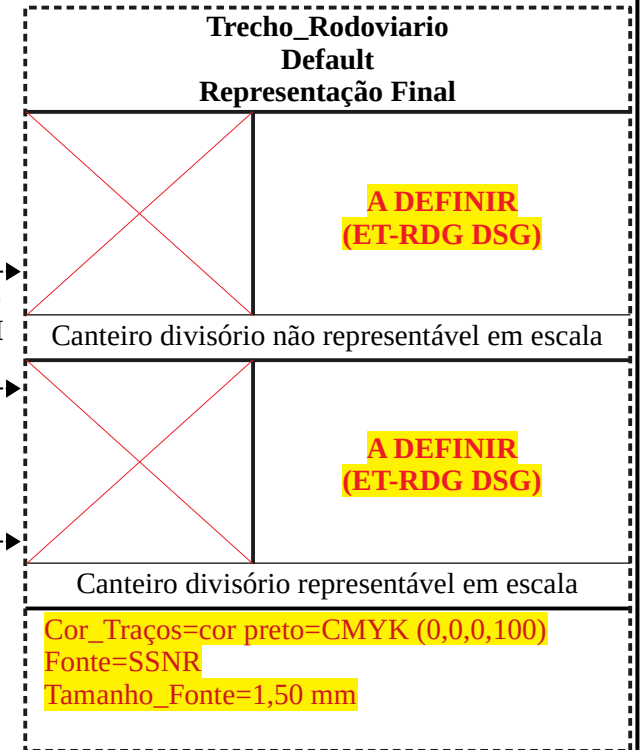 Trecho_Rodoviario
Default
Representação Final
A DEFINIR
(ET-RDG DSG)
Canteiro divisório não representável em escala
A DEFINIR
(ET-RDG DSG)
Canteiro divisório representável em escala
Cor_Traços=cor preto=CMYK (0,0,0,100)
Fonte=SSNR
Tamanho_Fonte=1,50 mm